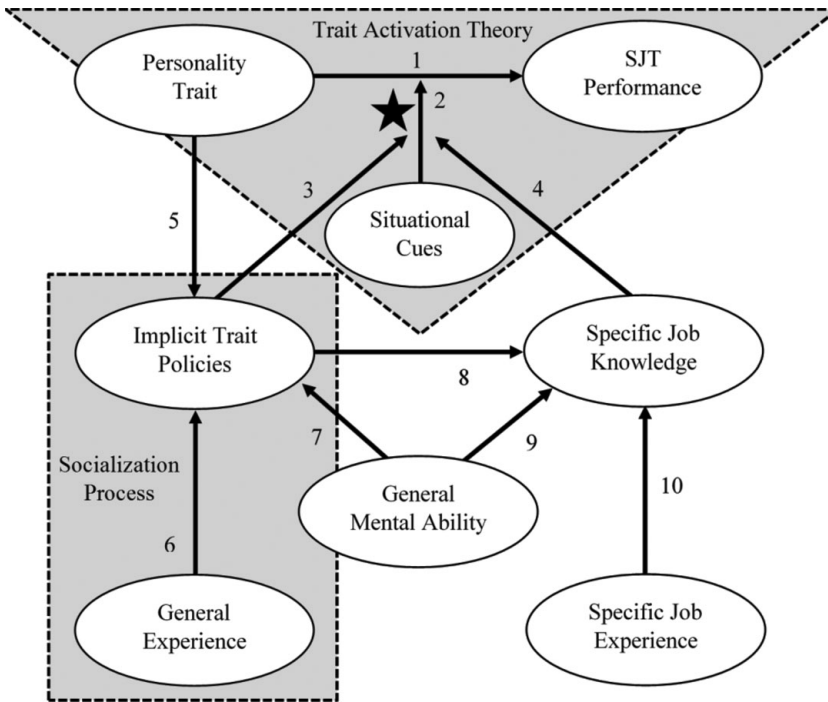 Trait Activation Theory
Personality
Trait
1
SJT
Performance
2
3
4
Situational
Cues
5
Implicit Trait
Policies
Specific Job
Knowledge
8
7
9
Socialization
Process
General
Mental Ability
10
6
General
Experience
Specific Job
Experience